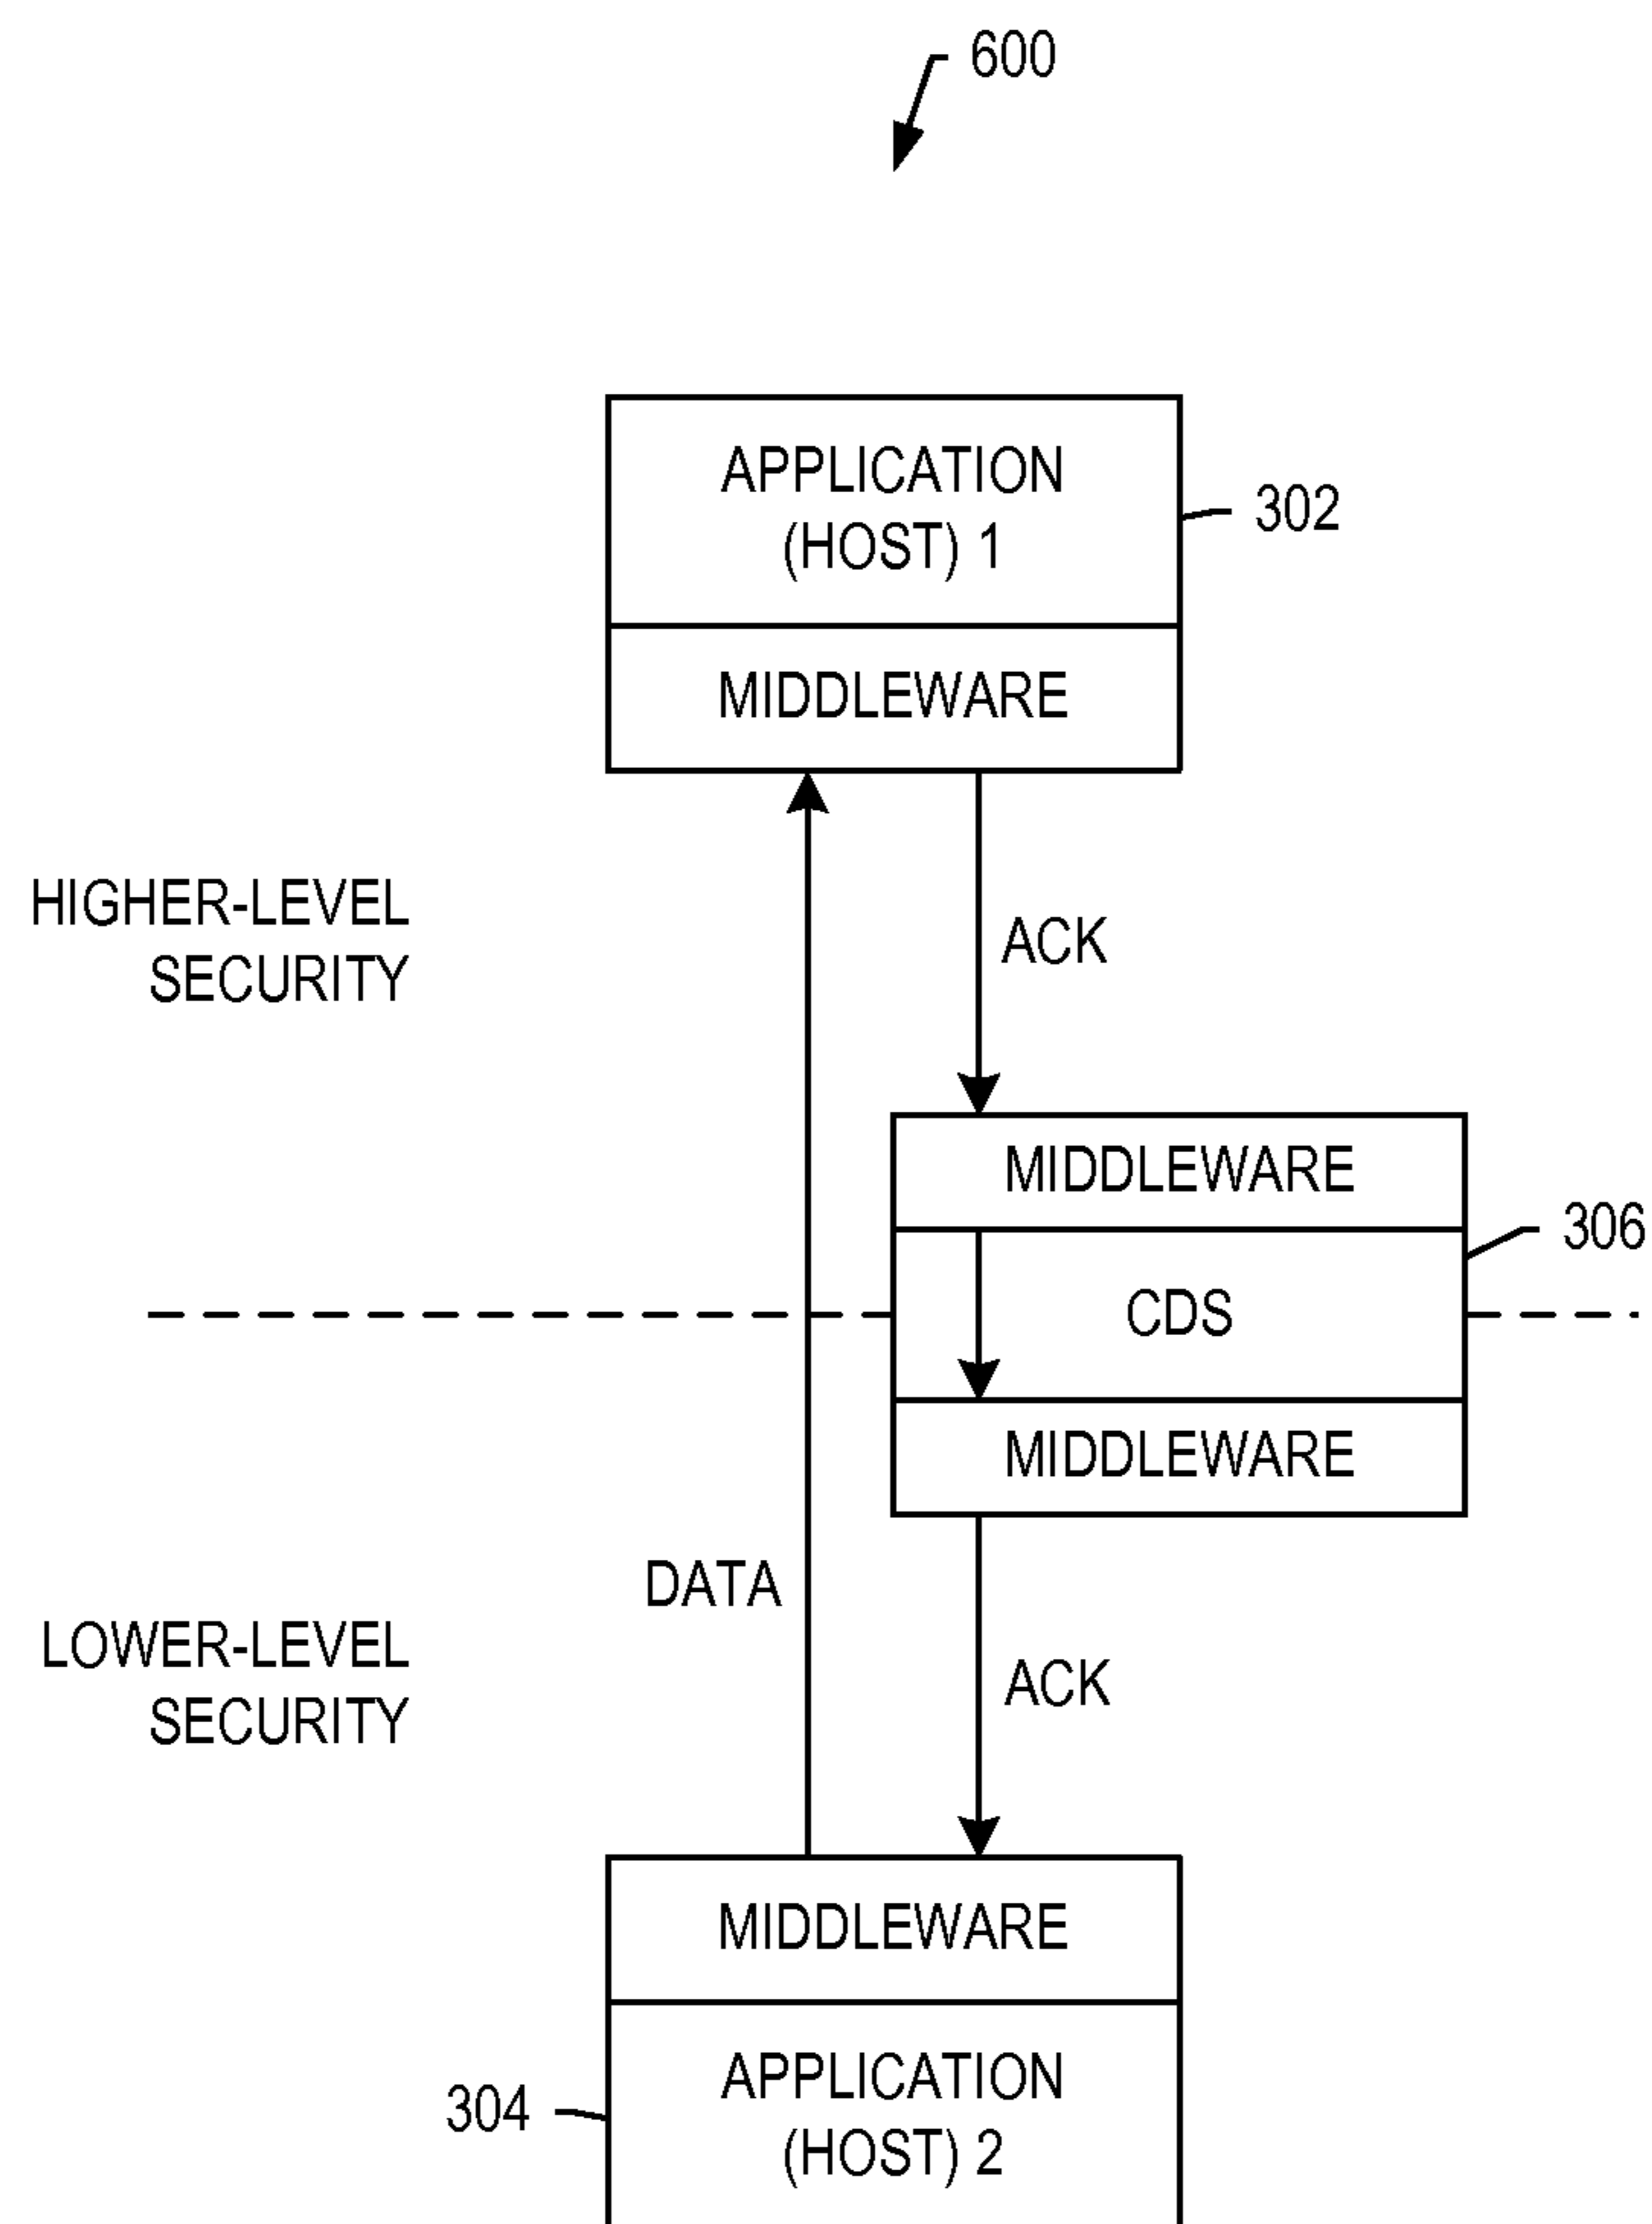 600
APPLICATION
(HOST) 1
302
MIDDLEWARE
HIGHER-LEVEL
SECURITY
ACK
MIDDLEWARE
306
CDS
MIDDLEWARE
DATA
LOWER-LEVEL
SECURITY
ACK
MIDDLEWARE
304
APPLICATION
(HOST) 2